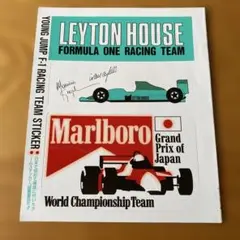 YOUNG JUMP F-1 RACING TEAM STICKER
LEYTON HOUSE
FORMULA ONE RACING TEAM
Marlboro
Grand
Prix of
Japan
World Championship Team